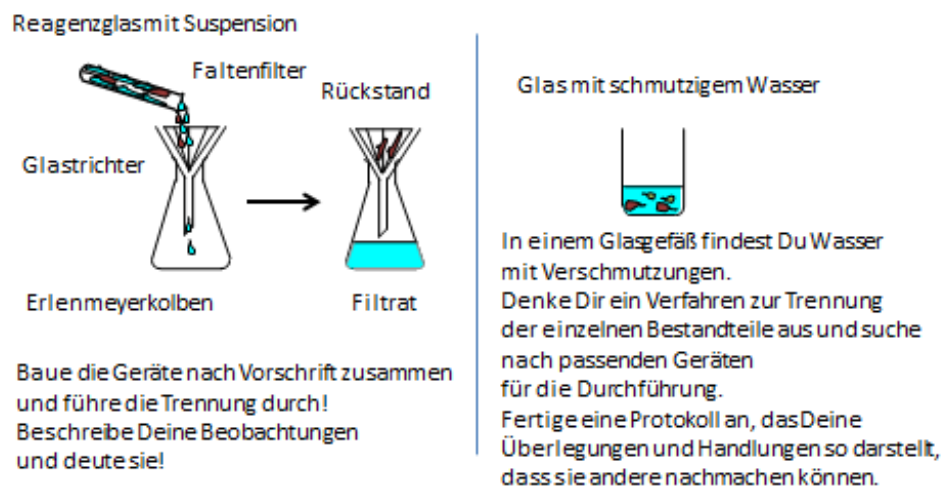 Reagenzglas mit Suspension
Faltenfilter
Rückstand
Glastrichter
Erlenmeyerkolben
Filtrat
Baue die Geräte nach Vorschrift zusammen
und führe die Trennung durch!
Beschreibe Deine Beobachtungen
und deute sie!
Glas mit schmutzigem Wasser
In einem Glasgefäß findest Du Wasser
mit Verschmutzungen.
Denke Dir ein Verfahren zur Trennung
der einzelnen Bestandteile aus und suche
nach passenden Geräten
für die Durchführung.
Fertige eine Protokoll an, das Deine
Überlegungen und Handlungen so darstellt,
dass sie andere nachmachen können.